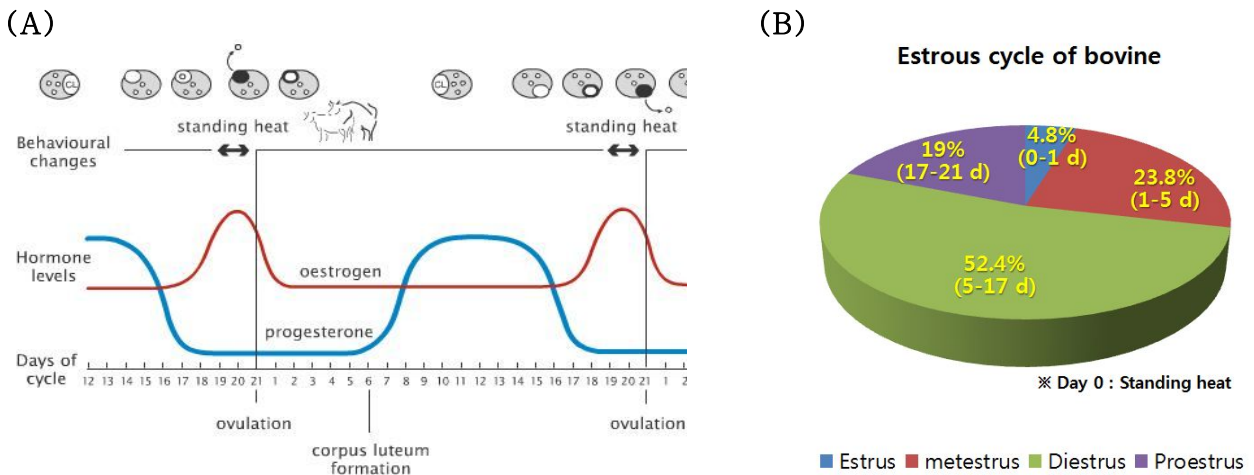 (A)
CL
CL
standing heat
standing heat
Behavioural
changes
Hormone
levels
oestrogen
progesterone
Days of
cycle
12 13 14 15 16 17 18 19 20 21 1 2 3 4 5 6 7 8 9 10 11 12 1 13 14 15 16 17 18 19 20 21 1 2
ovulation
ovulation
corpus luteum
formation
(B)
Estrous cycle of bovine
4.8%
(0-1 d)
19%
(17-21 d)
23.8%
(1-5 d)
52.4%
(5-17 d)
※ Day 0 : Standing heat
Estrus metestrus Diestrus Proestrus